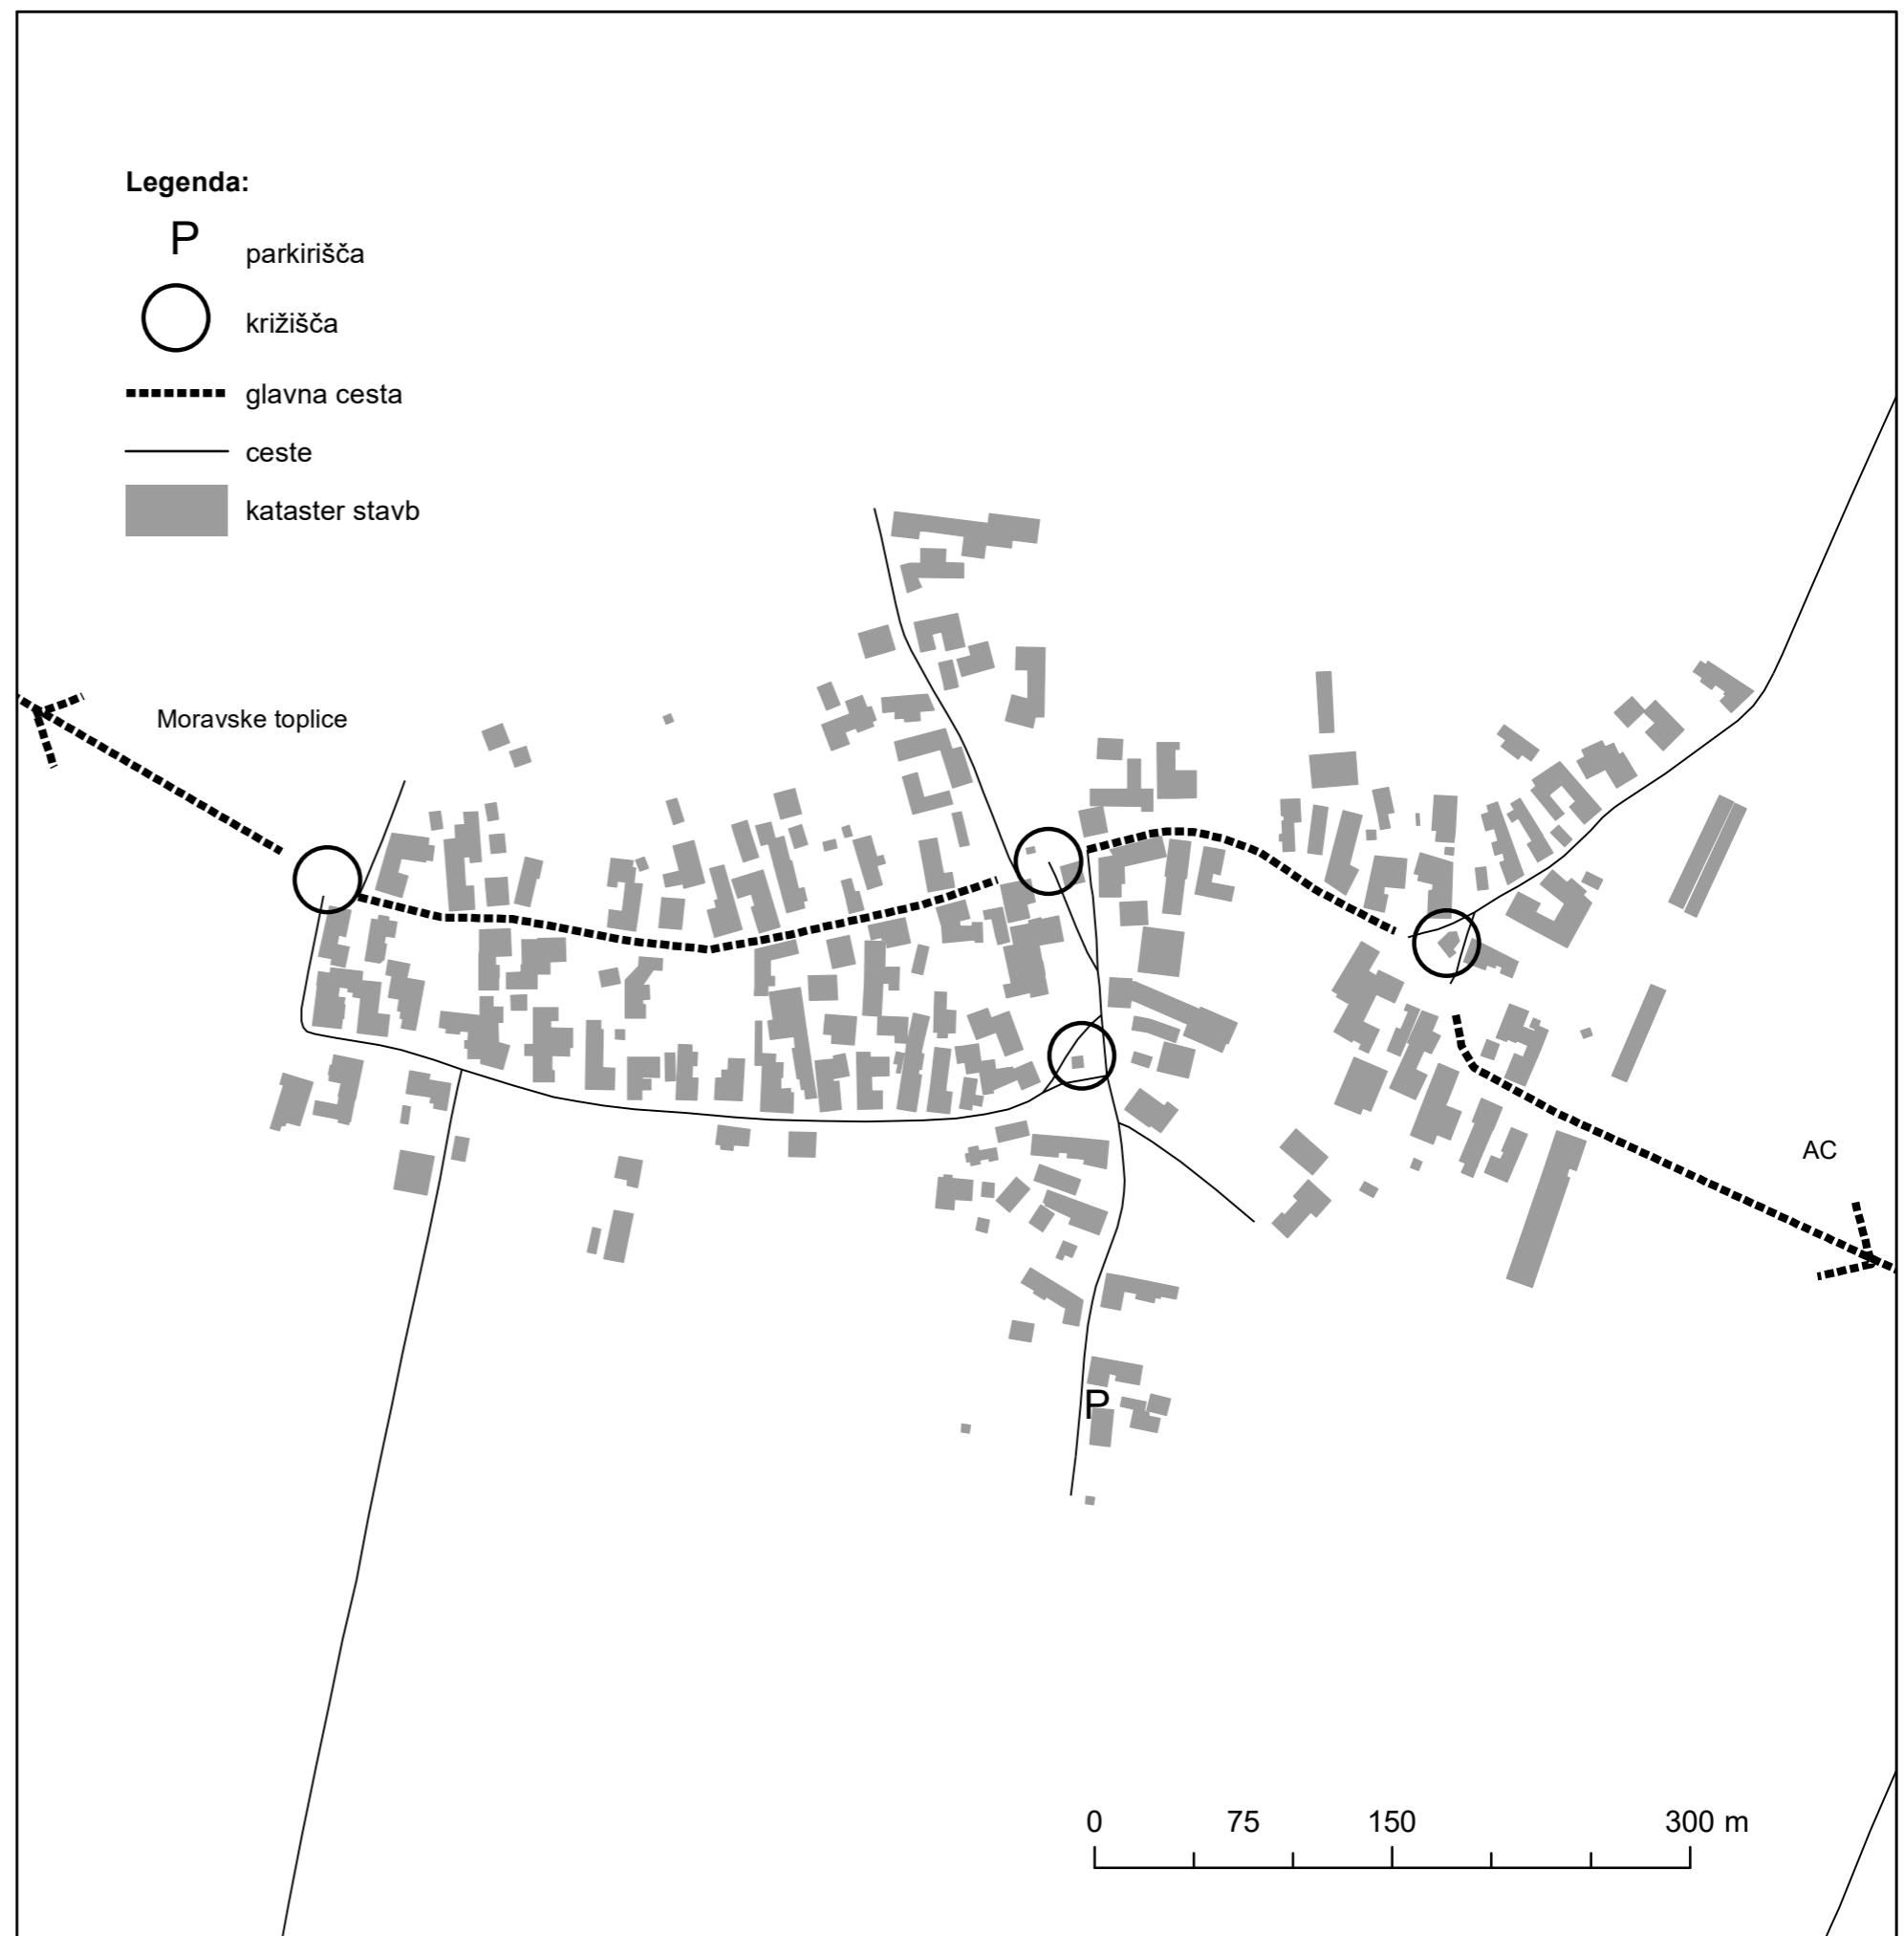 Legenda:
P
parkirišča
križišča
glavna cesta
ceste
kataster stavb
Moravske toplice
AC
P
0 75 150 300 m